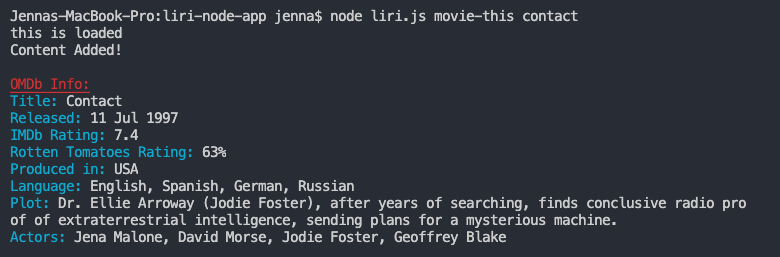 Jennas-MacBook-Pro:liri-node-app jenna$ node liri.js movie-this contact
this is loaded
Content Added!
OMDb Info:
Title: Contact
Released: 11 Jul 1997
IMDb Rating: 7.4
Rotten Tomatoes Rating: 63%
Produced in: USA
Language: English, Spanish, German, Russian
Plot: Dr. Ellie Arroway (Jodie Foster), after years of searching, finds conclusive radio pro
of of extraterrestrial intelligence, sending plans for a mysterious machine.
Actors: Jena Malone, David Morse, Jodie Foster, Geoffrey Blake